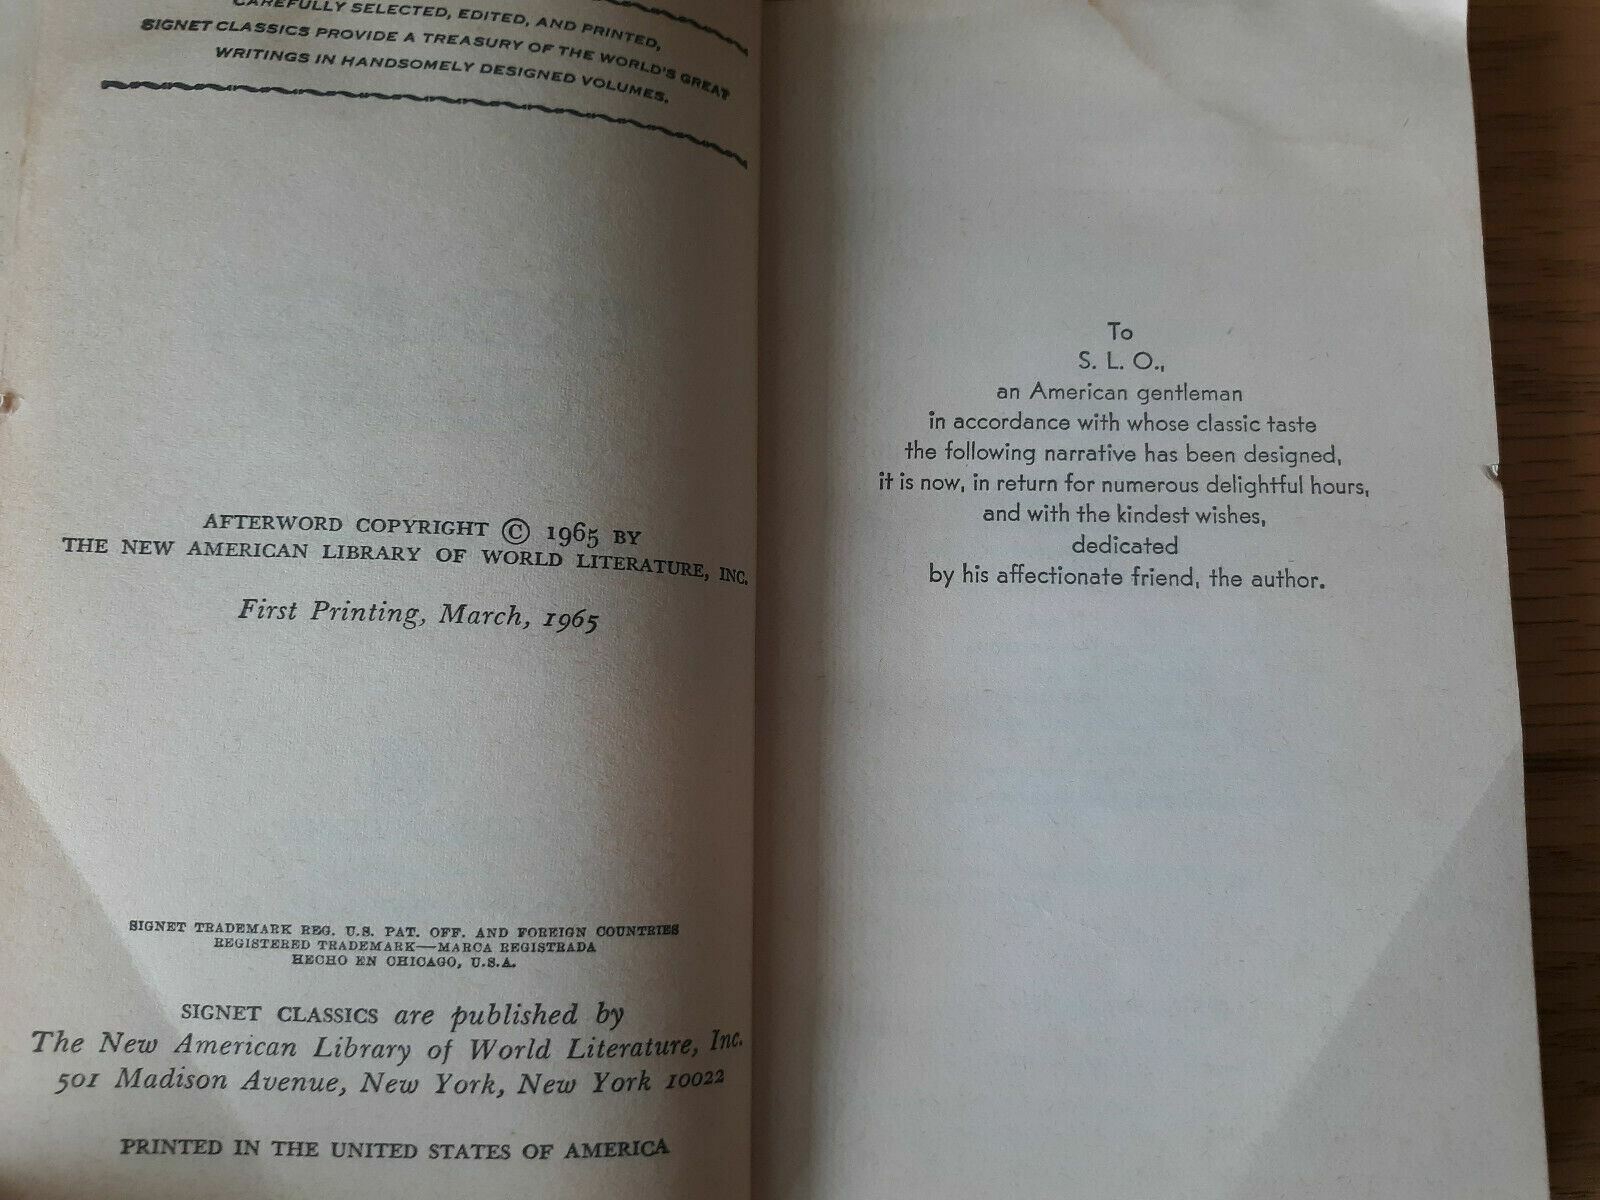 CAREFULLY SELECTED, EDITED, AND PRINTED,
SIGNET CLASSICS PROVIDE A TREASURY OF THE WORLD'S GREAT
WRITINGS IN HANDSOMELY DESIGNED VOLUMES.
AFTERWORD COPYRIGHT © 1965 BY
THE NEW AMERICAN LIBRARY OF WORLD LITERATURE, INC.
First Printing, March, 1965
SIGNET TRADEMARK REG. U.S. PAT. OFF. AND FOREIGN COUNTRIES
REGISTERED TRADEMARK—MARCA REGISTRADA
HECHO EN CHICAGO, U.S.A.
SIGNET CLASSICS are published by
The New American Library of World Literature, Inc.
501 Madison Avenue, New York, New York 10022
PRINTED IN THE UNITED STATES OF AMERICA
To
S. L. O.,
an American gentleman
in accordance with whose classic taste
the following narrative has been designed,
it is now, in return for numerous delightful hours,
and with the kindest wishes,
dedicated
by his affectionate friend, the author.